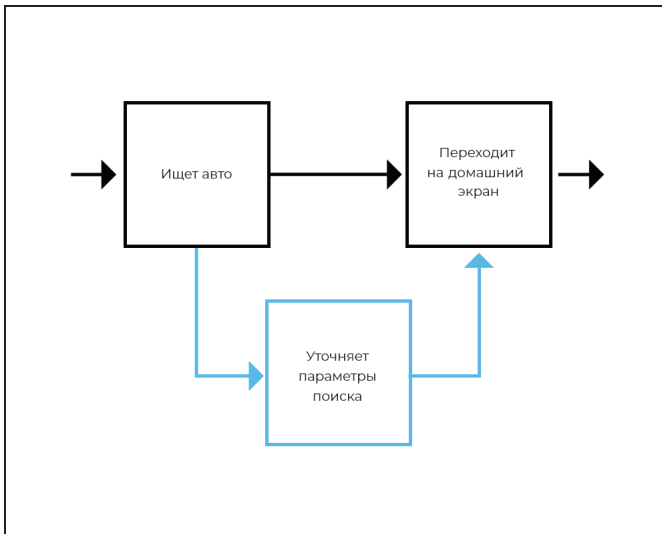 Ищет авто
Переходит
на домашний
экран
Уточняет
параметры
поиска